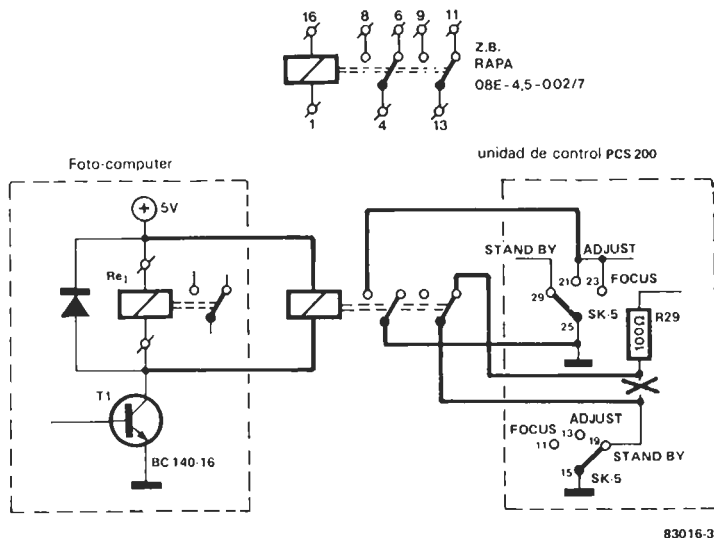 16 8 6 9 11
Z.B.
RAPA
08E-4,5-002/7
1 4 13
Foto-computer
unidad de control PCS 200
5V
STAND BY ADJUST
Re1
21 23 FOCUS
29
25 SK-5
R29
100Ω
T1
ADJUST
FOCUS 13
11 19
STAND BY
15
SK-5
BC 140-16
83016-3